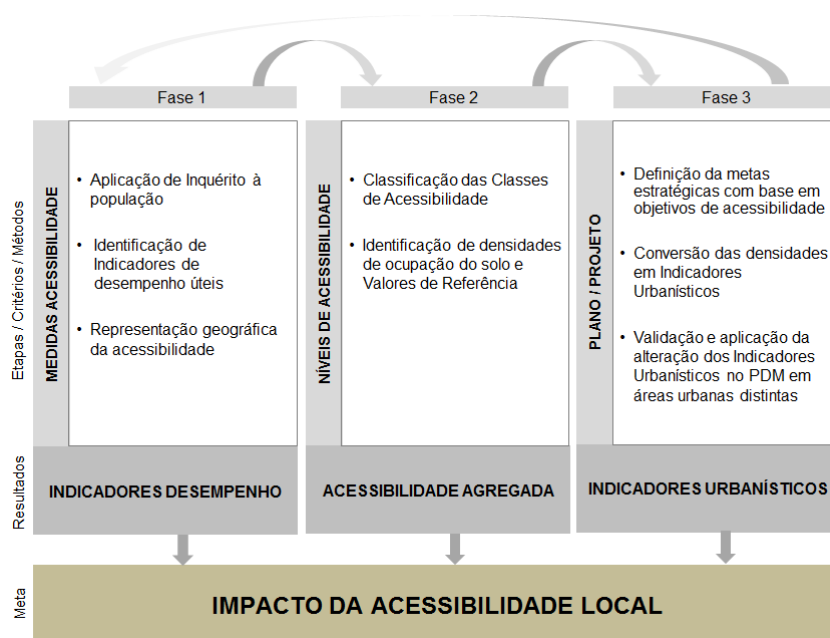 Fase 1
Fase 2
Fase 3
Etapas / Critérios / Métodos
MEDIDAS ACESSIBILIDADE
• Aplicação de Inquérito à
população
• Identificação de
Indicadores de
desempenho úteis
• Representação geográfica
da acessibilidade
NÍVEIS DE ACESSIBILIDADE
• Classificação das Classes
de Acessibilidade
• Identificação de densidades
de ocupação do solo e
Valores de Referência
PLANO / PROJETO
• Definição da metas
estratégicas com base em
objetivos de acessibilidade
• Conversão das densidades
em Indicadores
Urbanísticos
• Validação e aplicação da
alteração dos Indicadores
Urbanísticos no PDM em
áreas urbanas distintas
Resultados
INDICADORES DESEMPENHO
ACESSIBILIDADE AGREGADA
INDICADORES URBANÍSTICOS
Meta
IMPACTO DA ACESSIBILIDADE LOCAL